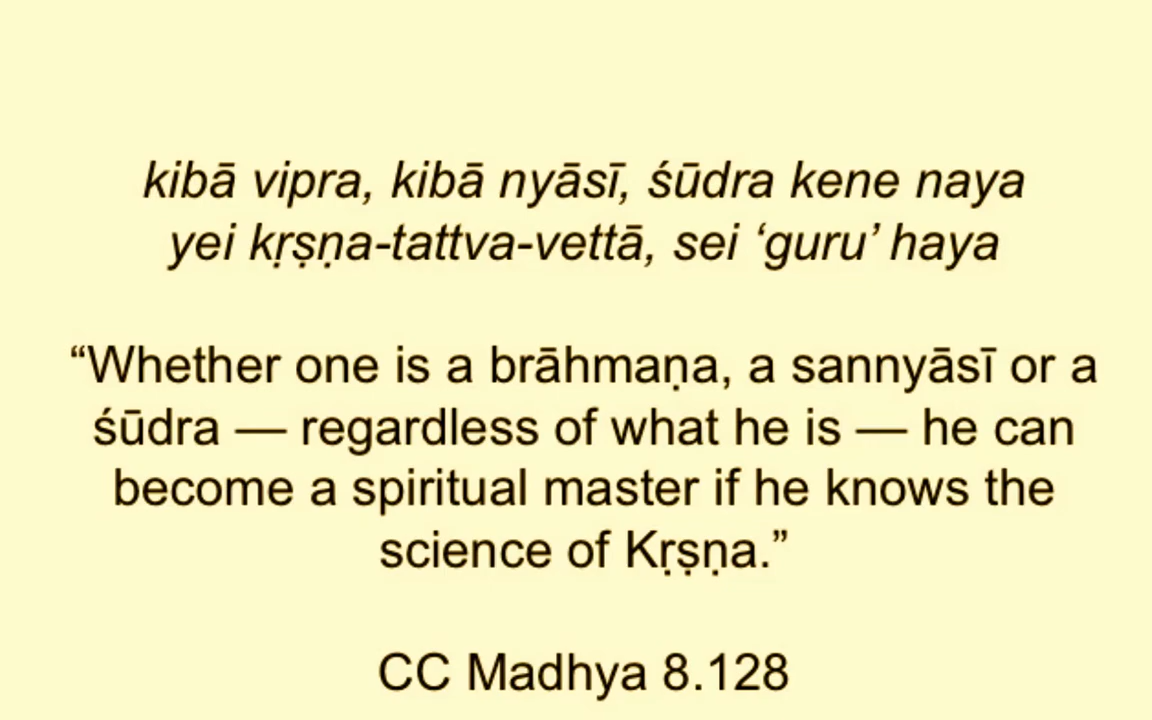 kibā vipra, kibā nyāsī, śūdra kene naya
yei kṛṣṇa-tattva-vettā, sei ‘guru’ haya
“Whether one is a brāhmaṇa, a sannyāsī or a
śūdra — regardless of what he is — he can
become a spiritual master if he knows the
science of Kṛṣṇa.”
CC Madhya 8.128